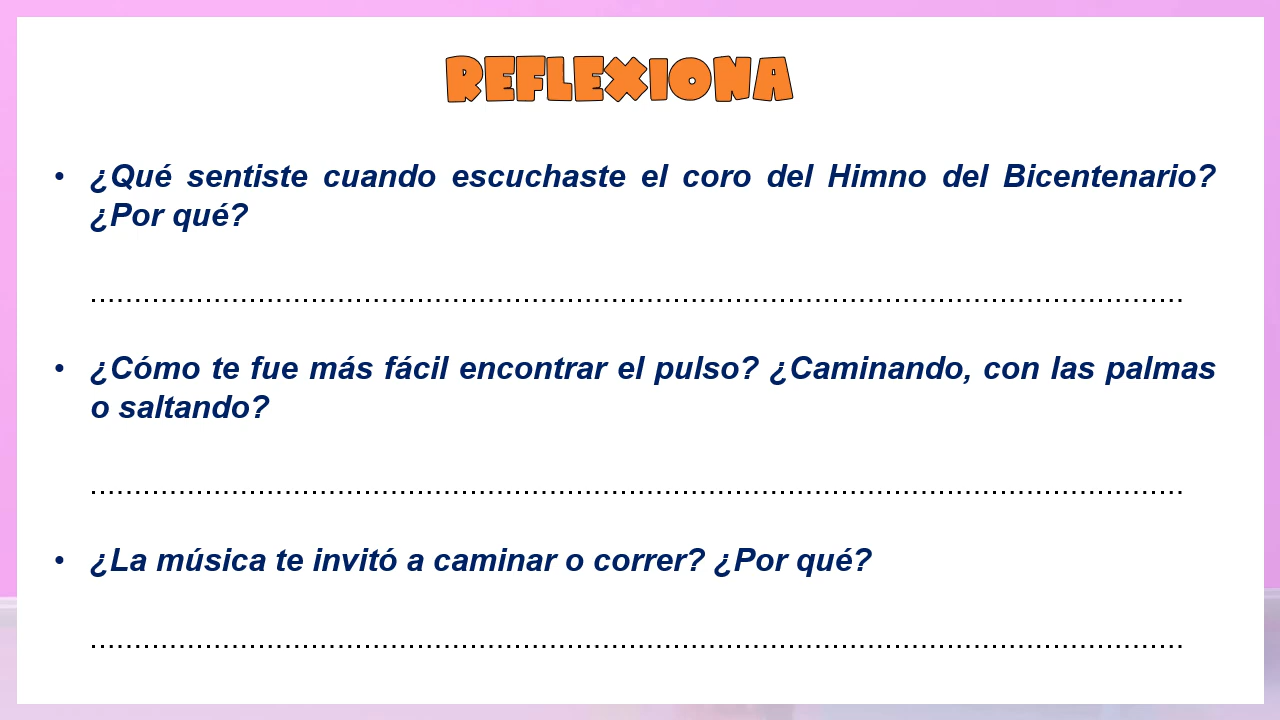 REFLEXIONA
• ¿Qué sentiste cuando escuchaste el coro del Himno del Bicentenario?
¿Por qué?
............................................................................................................................
• ¿Cómo te fue más fácil encontrar el pulso? ¿Caminando, con las palmas
o saltando?
............................................................................................................................
• ¿La música te invitó a caminar o correr? ¿Por qué?
............................................................................................................................